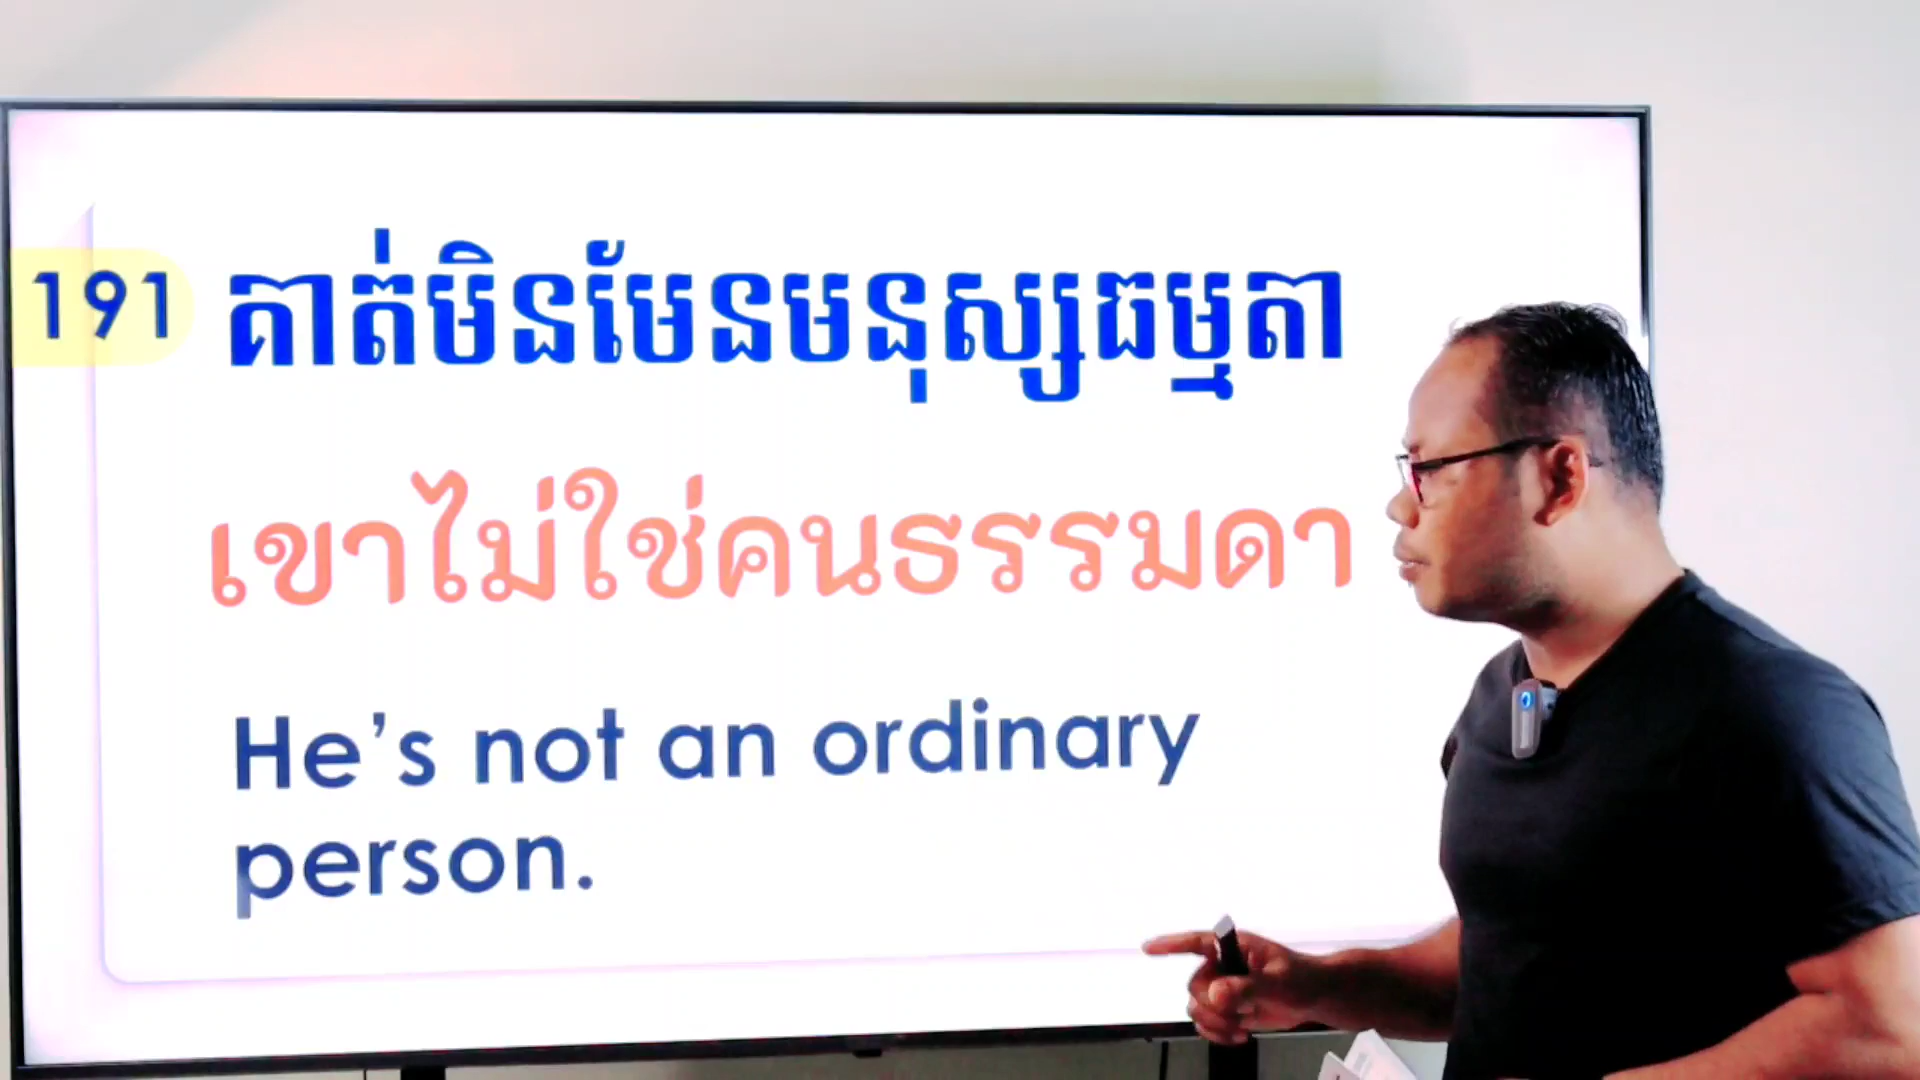 191 គាត់មិនមែនមនុស្សធម្មតា
เขาไม่ใช่คนธรรมดา
He's not an ordinary
person.